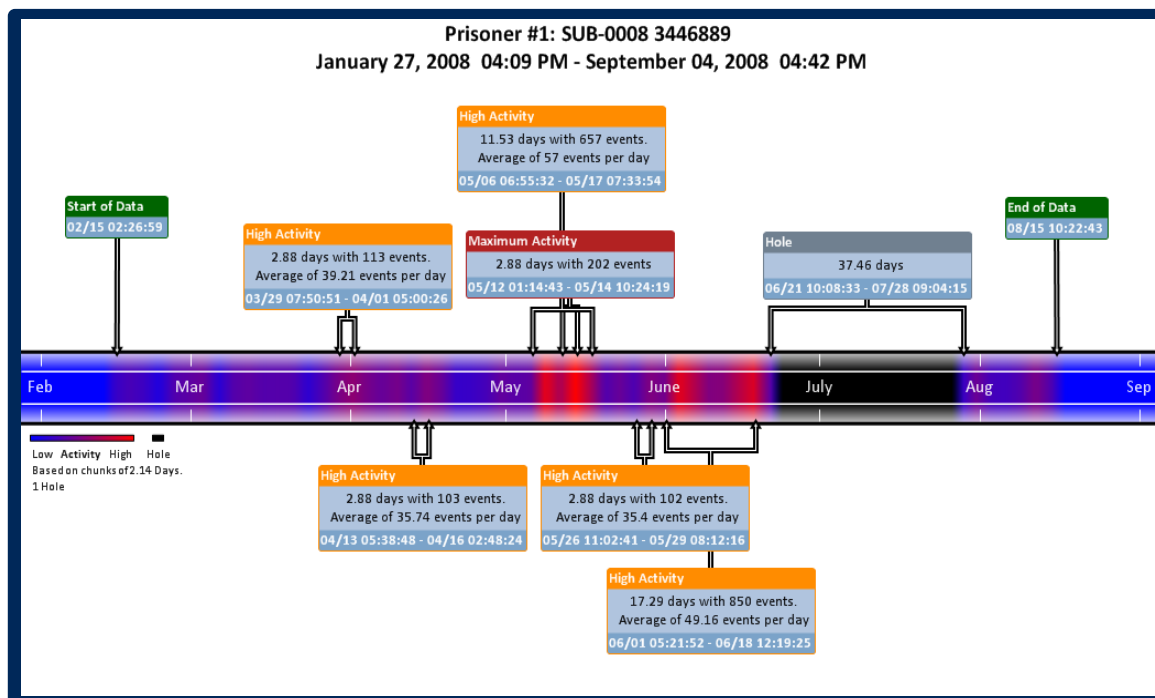 Prisoner #1: SUB-0008 3446889
January 27, 2008  04:09 PM - September 04, 2008  04:42 PM
High Activity
11.53 days with 657 events.
Average of 57 events per day
05/06 06:55:32 - 05/17 07:33:54
Start of Data
02/15 02:26:59
End of Data
08/15 10:22:43
High Activity
2.88 days with 113 events.
Average of 39.21 events per day
03/29 07:50:51 - 04/01 05:00:26
Maximum Activity
2.88 days with 202 events
05/12 01:14:43 - 05/14 10:24:19
Hole
37.46 days
06/21 10:08:33 - 07/28 09:04:15
Feb Mar Apr May June July Aug Sep
Low Activity High Hole
Based on chunks of 2.14 Days.
1 Hole
High Activity
2.88 days with 103 events.
Average of 35.74 events per day
04/13 05:38:48 - 04/16 02:48:24
High Activity
2.88 days with 102 events.
Average of 35.4 events per day
05/26 11:02:41 - 05/29 08:12:16
High Activity
17.29 days with 850 events.
Average of 49.16 events per day
06/01 05:21:52 - 06/18 12:19:25